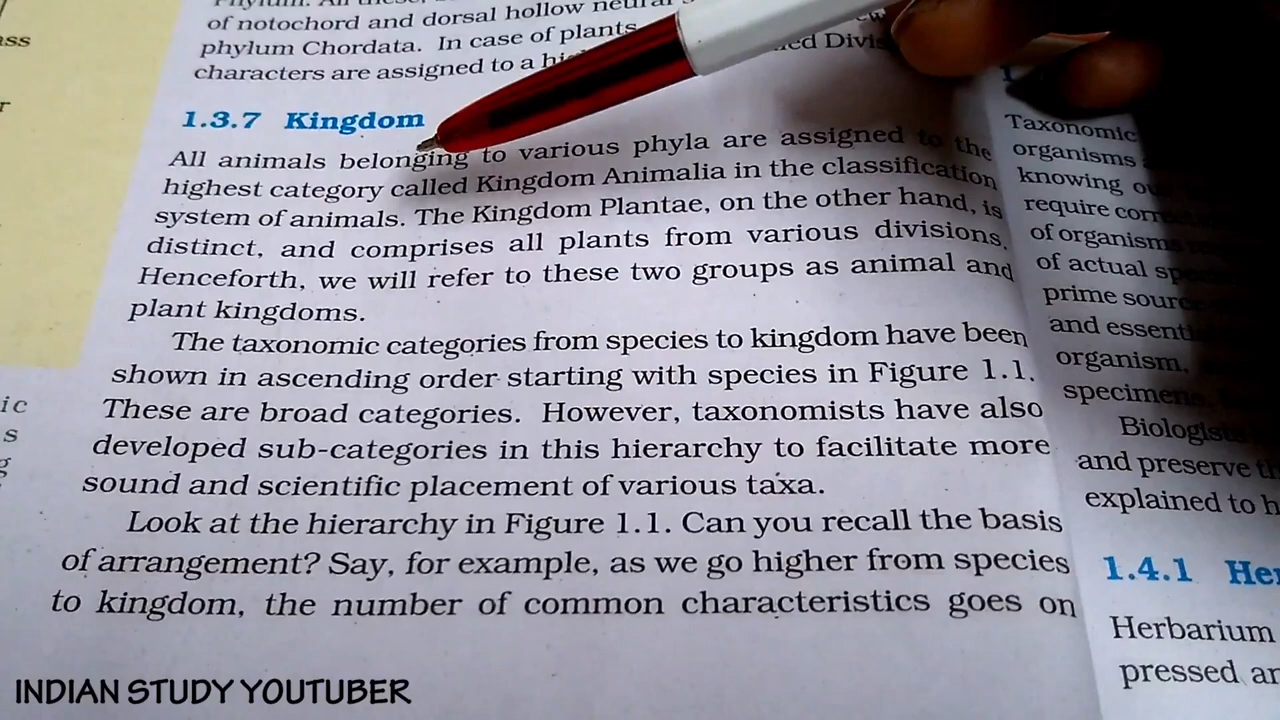 of notochord and dorsal hollow neural
phylum Chordata. In case of plants
characters are assigned to a
1.3.7 Kingdom
All animals belonging to various phyla are assigned to the
highest category called Kingdom Animalia in the classification
system of animals. The Kingdom Plantae, on the other hand, is
distinct, and comprises all plants from various divisions.
Henceforth, we will refer to these two groups as animal and
plant kingdoms.
The taxonomic categories from species to kingdom have been
shown in ascending order starting with species in Figure 1.1.
These are broad categories. However, taxonomists have also
developed sub-categories in this hierarchy to facilitate more
sound and scientific placement of various taxa.
Look at the hierarchy in Figure 1.1. Can you recall the basis
of arrangement? Say, for example, as we go higher from species
to kingdom, the number of common characteristics goes on
Taxonomic
organisms
knowing
require
of organisms
of actual
prime
and
organism,
specimens,
Biologists
and preserve
explained to
1.4.1
Herbarium
pressed
INDIAN STUDY YOUTUBER